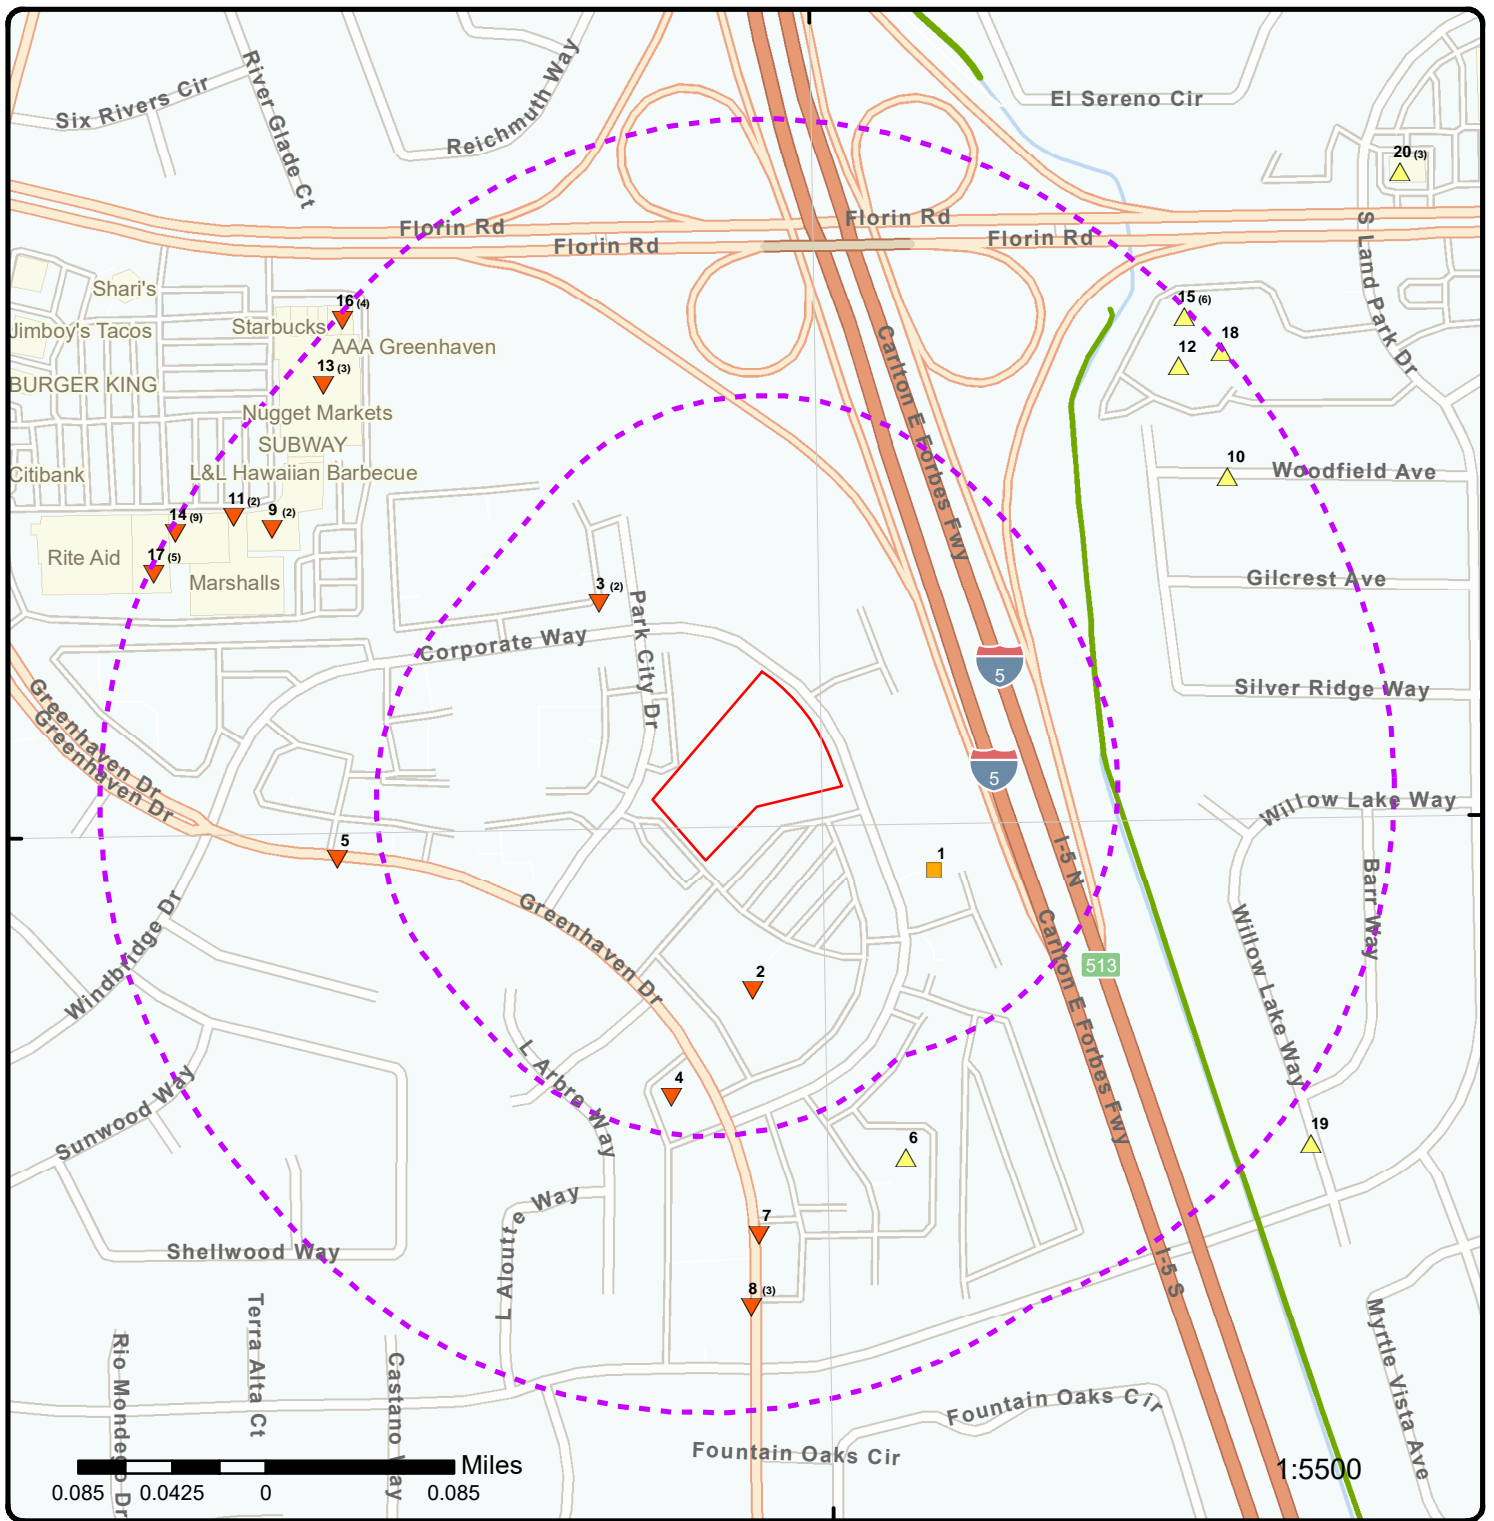 El Sereno Cir
Six Rivers Cir
River Glade Ct
Reichmuth Way
20 (3)
Florin Rd
Florin Rd
Florin Rd
Florin Rd
S Land Park Dr
Shari's
16 (4)
15 (6)
Jimboy's Tacos
Starbucks
AAA Greenhaven
18
12
13 (3)
BURGER KING
Nugget Markets
Carlton E Forbes Fwy
SUBWAY
10
Woodfield Ave
Citibank
L&L Hawaiian Barbecue
11 (2)
9 (2)
14 (9)
Rite Aid
17 (5)
Marshalls
Gilcrest Ave
3 (2)
Park City Dr
Corporate Way
5
Silver Ridge Way
Greenhaven Dr
Greenhaven Dr
5
Willow Lake Way
5
1
I-5 N
Barr Way
Greenhaven Dr
Windbridge Dr
Willow Lake Way
Carlton E Forbes Fwy
513
2
L Arbre Way
4
Sunwood Way
6
19
L Alouette Way
7
Shellwood Way
I-5 S
8 (3)
Terra Alta Ct
Rio Mondego Dr
Castano Way
Myrtle Vista Ave
Fountain Oaks Cir
Fountain Oaks Cir
Miles
1:5500
0.085 0.0425 0 0.085